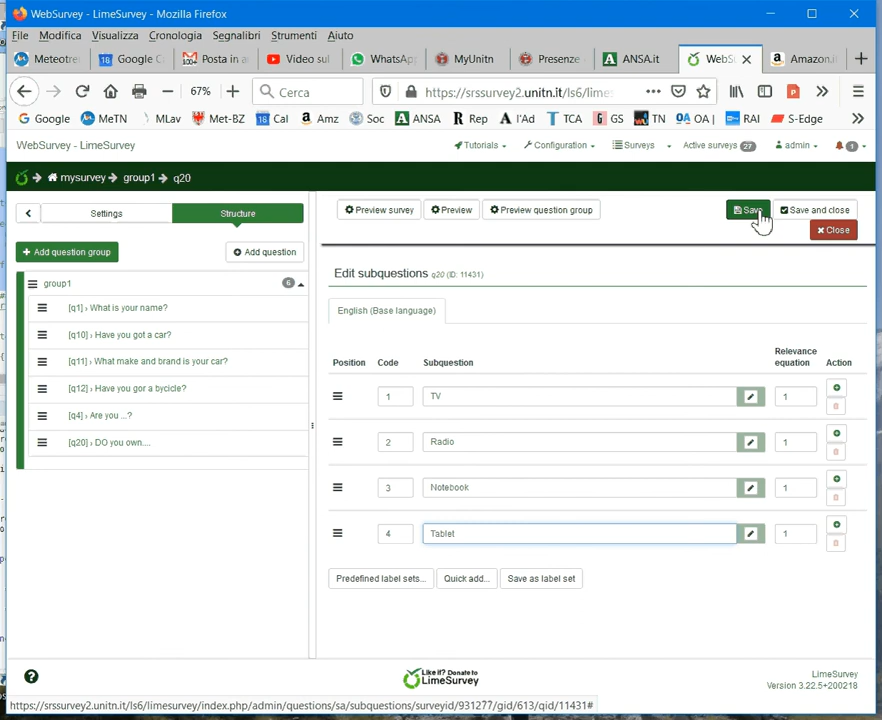 WebSurvey - LimeSurvey - Mozilla Firefox
File Modifica Visualizza Cronologia Segnalibri Strumenti Aiuto
Meteotre Google C Posta in a Video sul WhatsAp MyUnitn Presenze ANSA.it WebS Amazon.i
67% Cerca https://srssurvey2.unitn.it/ls6/lime
Google MeTN MLav Met-BZ Cal Amz Soc ANSA Rep l'Ad TCA GS TN OA| RAI S-Edge
WebSurvey - LimeSurvey Tutorials Configuration Surveys Active surveys 27 admin 1
mysurvey group1 q20
Settings Structure Preview survey Preview Preview question group Save Save and close
Close
Add question group Add question
Edit subquestions q20 (ID: 11431)
group1 6
[q1] › What is your name?
[q10] › Have you got a car?
[q11] › What make and brand is your car?
[q12] › Have you gor a bycicle?
[q4] › Are you ...?
[q20] › DO you own....
English (Base language)
Position Code Subquestion Relevance equation Action
1 TV 1
2 Radio 1
3 Notebook 1
4 Tablet 1
Predefined label sets... Quick add... Save as label set
Like it? Donate to
LimeSurvey
LimeSurvey
Version 3.22.5+200218
https://srssurvey2.unitn.it/ls6/limesurvey/index.php/admin/questions/sa/subquestions/surveyid/931277/gid/613/qid/11431#